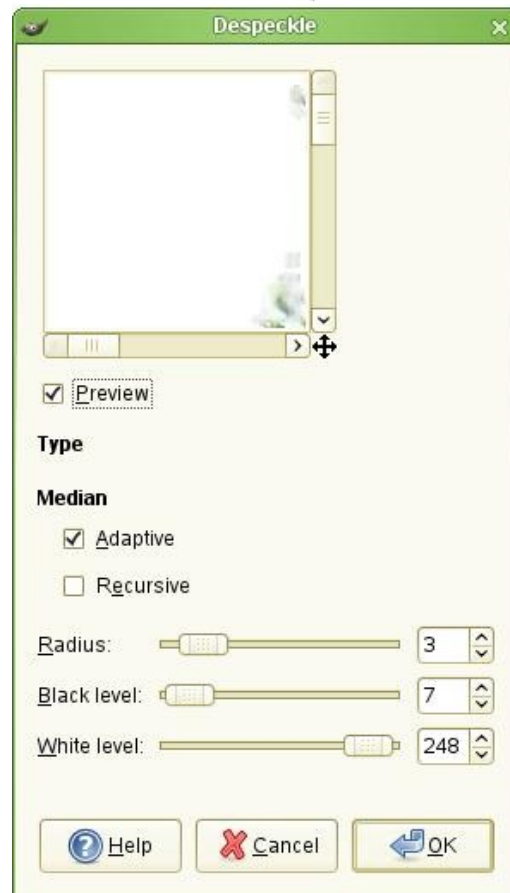 Despeckle
Preview
Type
Median
Adaptive
Recursive
Radius: 3
Black level: 7
White level: 248
Help Cancel OK